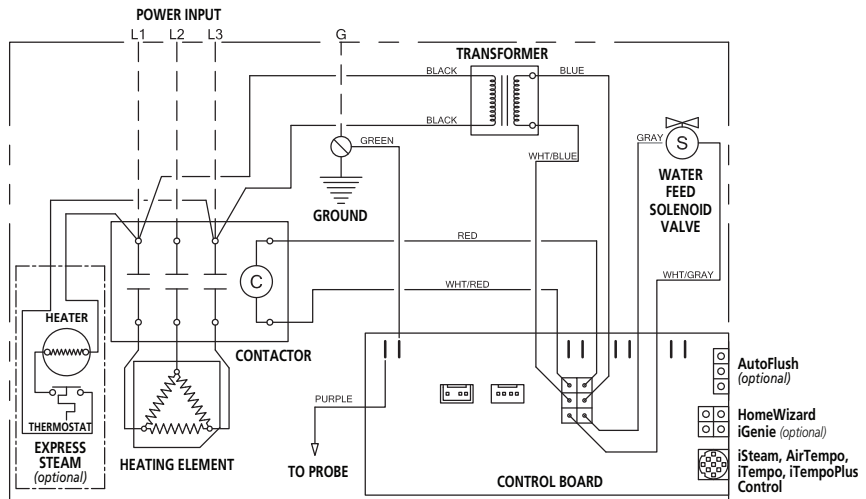 POWER INPUT
L1 L2 L3 G
TRANSFORMER
BLACK
BLUE
BLACK
GREEN
GRAY
S
WHT/BLUE
WATER
FEED
SOLENOID
VALVE
GROUND
RED
C
WHT/RED
WHT/GRAY
HEATER
CONTACTOR
THERMOSTAT
EXPRESS
STEAM
(optional)
HEATING ELEMENT
PURPLE
TO PROBE
CONTROL BOARD
AutoFlush
(optional)
HomeWizard
iGenie (optional)
iSteam, AirTempo,
iTempo, iTempoPlus
Control